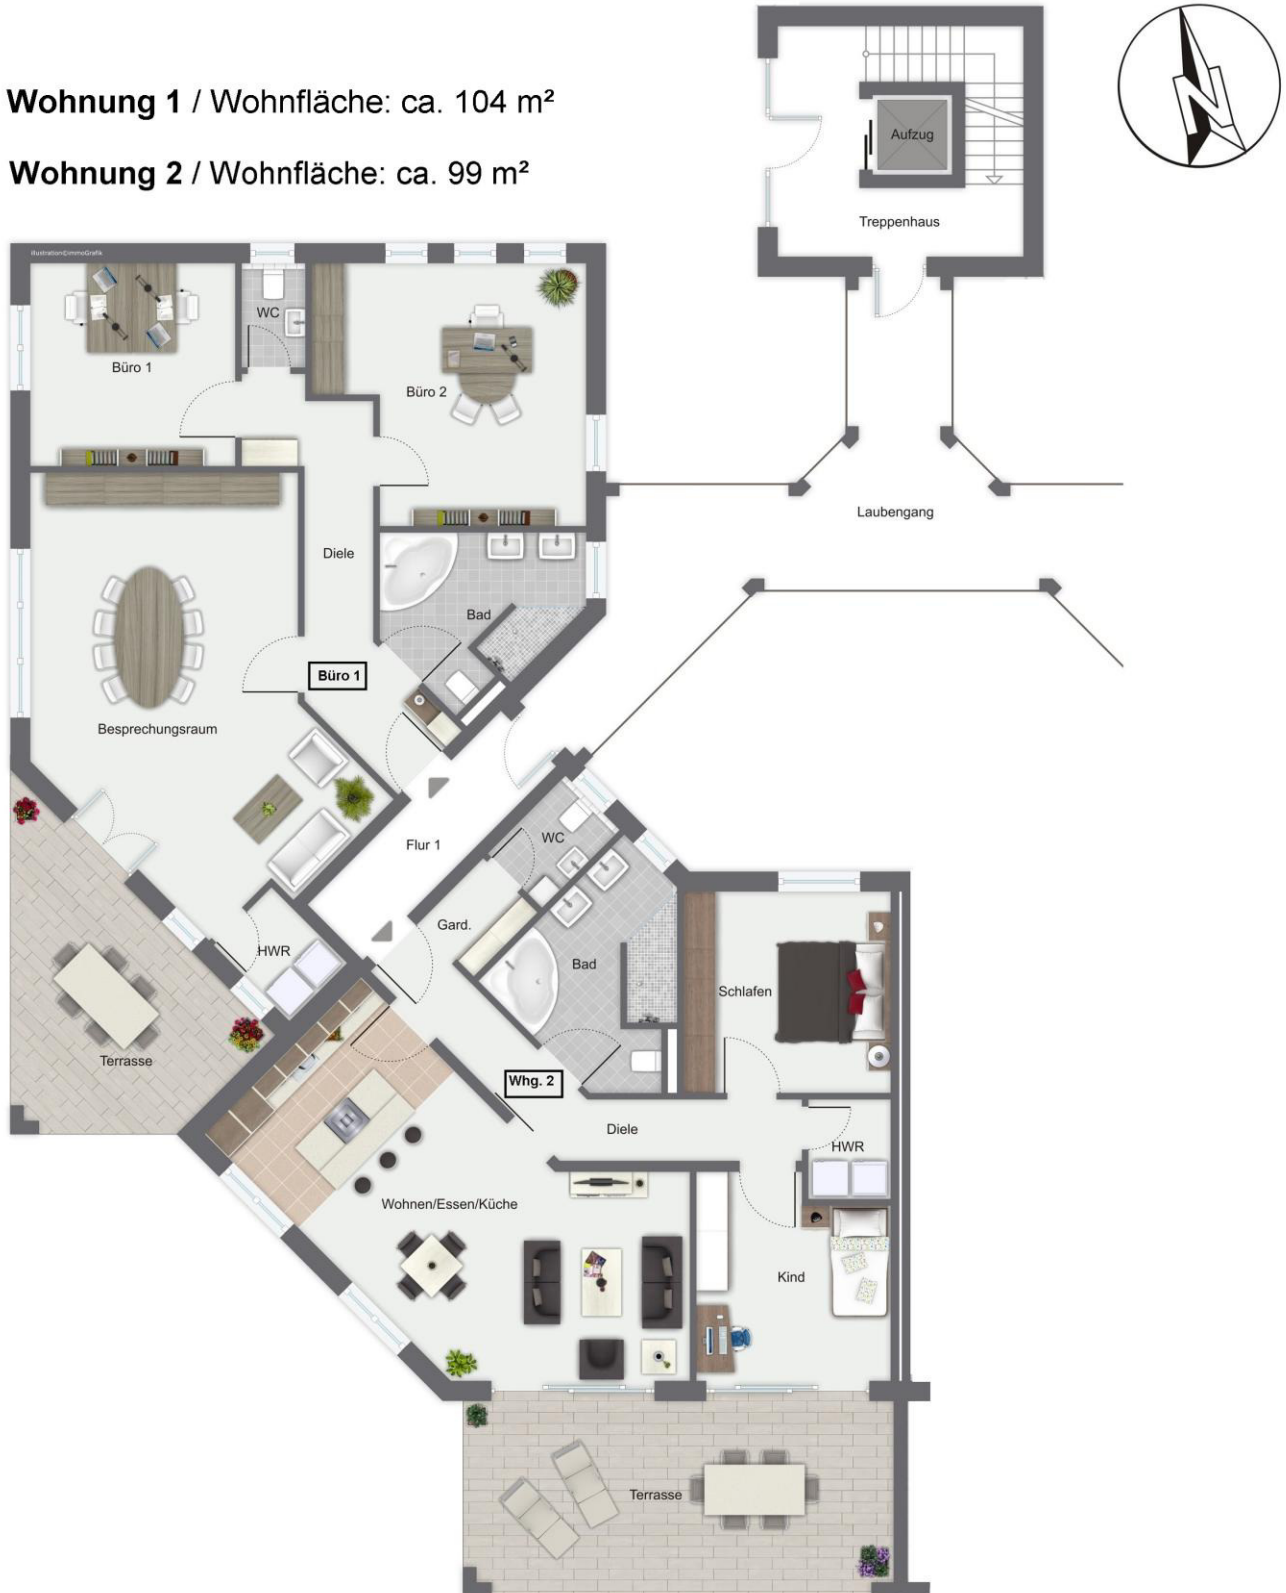 Wohnung 1 / Wohnfläche: ca. 104 m²
Wohnung 2 / Wohnfläche: ca. 99 m²
N
Aufzug
Treppenhaus
Illustration©ImmoGrafik
WC
Büro 1
Büro 2
Laubengang
Diele
Bad
Büro 1
Besprechungsraum
Flur 1
WC
Gard.
HWR
Bad
Schlafen
Terrasse
Whg. 2
Diele
HWR
Wohnen/Essen/Küche
Kind
Terrasse